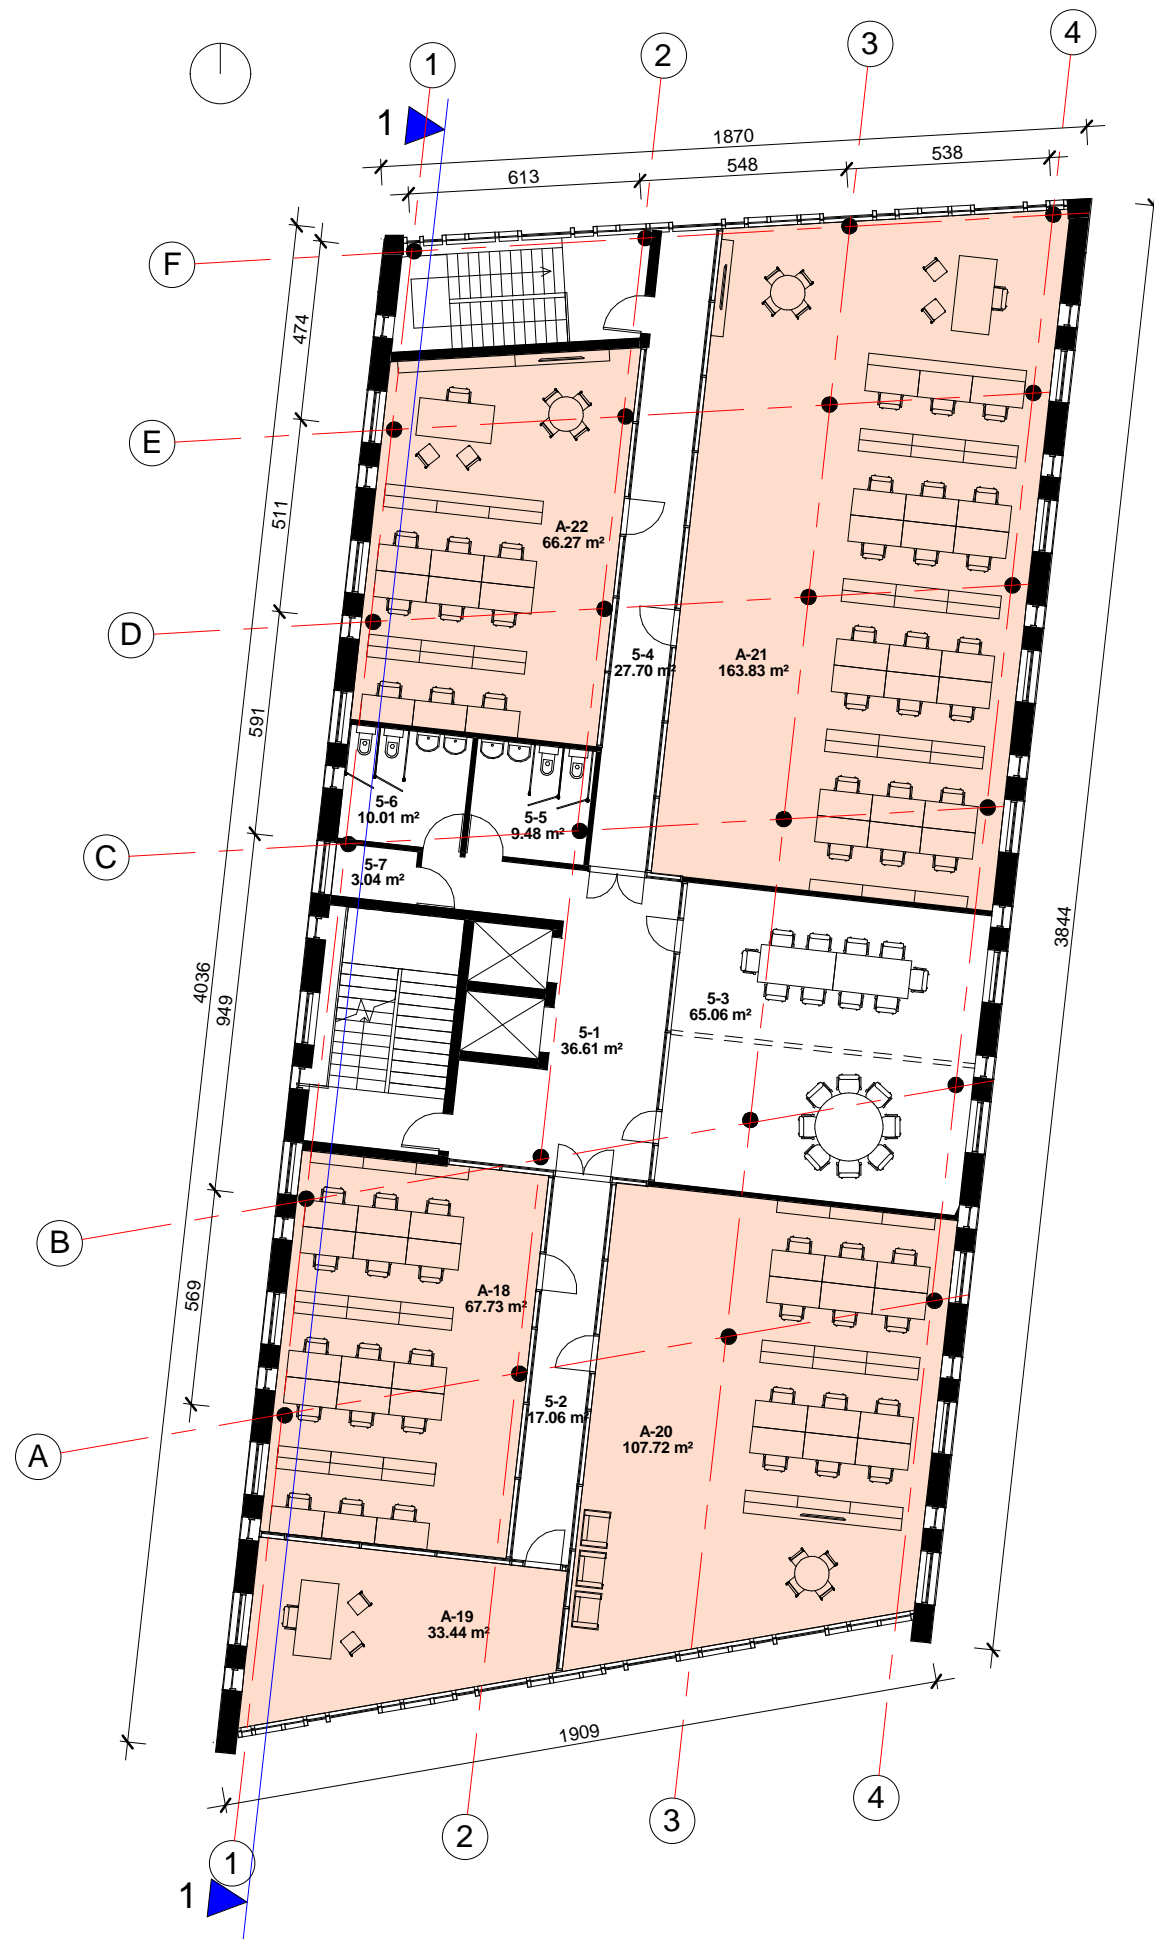 1
2
3
4
1
1870
613
548
538
F
474
E
511
A-22
66.27 m²
D
5-4
27.70 m²
A-21
163.83 m²
591
5-6
10.01 m²
5-5
9.48 m²
C
5-7
3.04 m²
3844
4036
949
5-3
65.06 m²
5-1
36.61 m²
B
569
A-18
67.73 m²
5-2
17.06 m²
A
A-20
107.72 m²
A-19
33.44 m²
1909
4
3
2
1
1